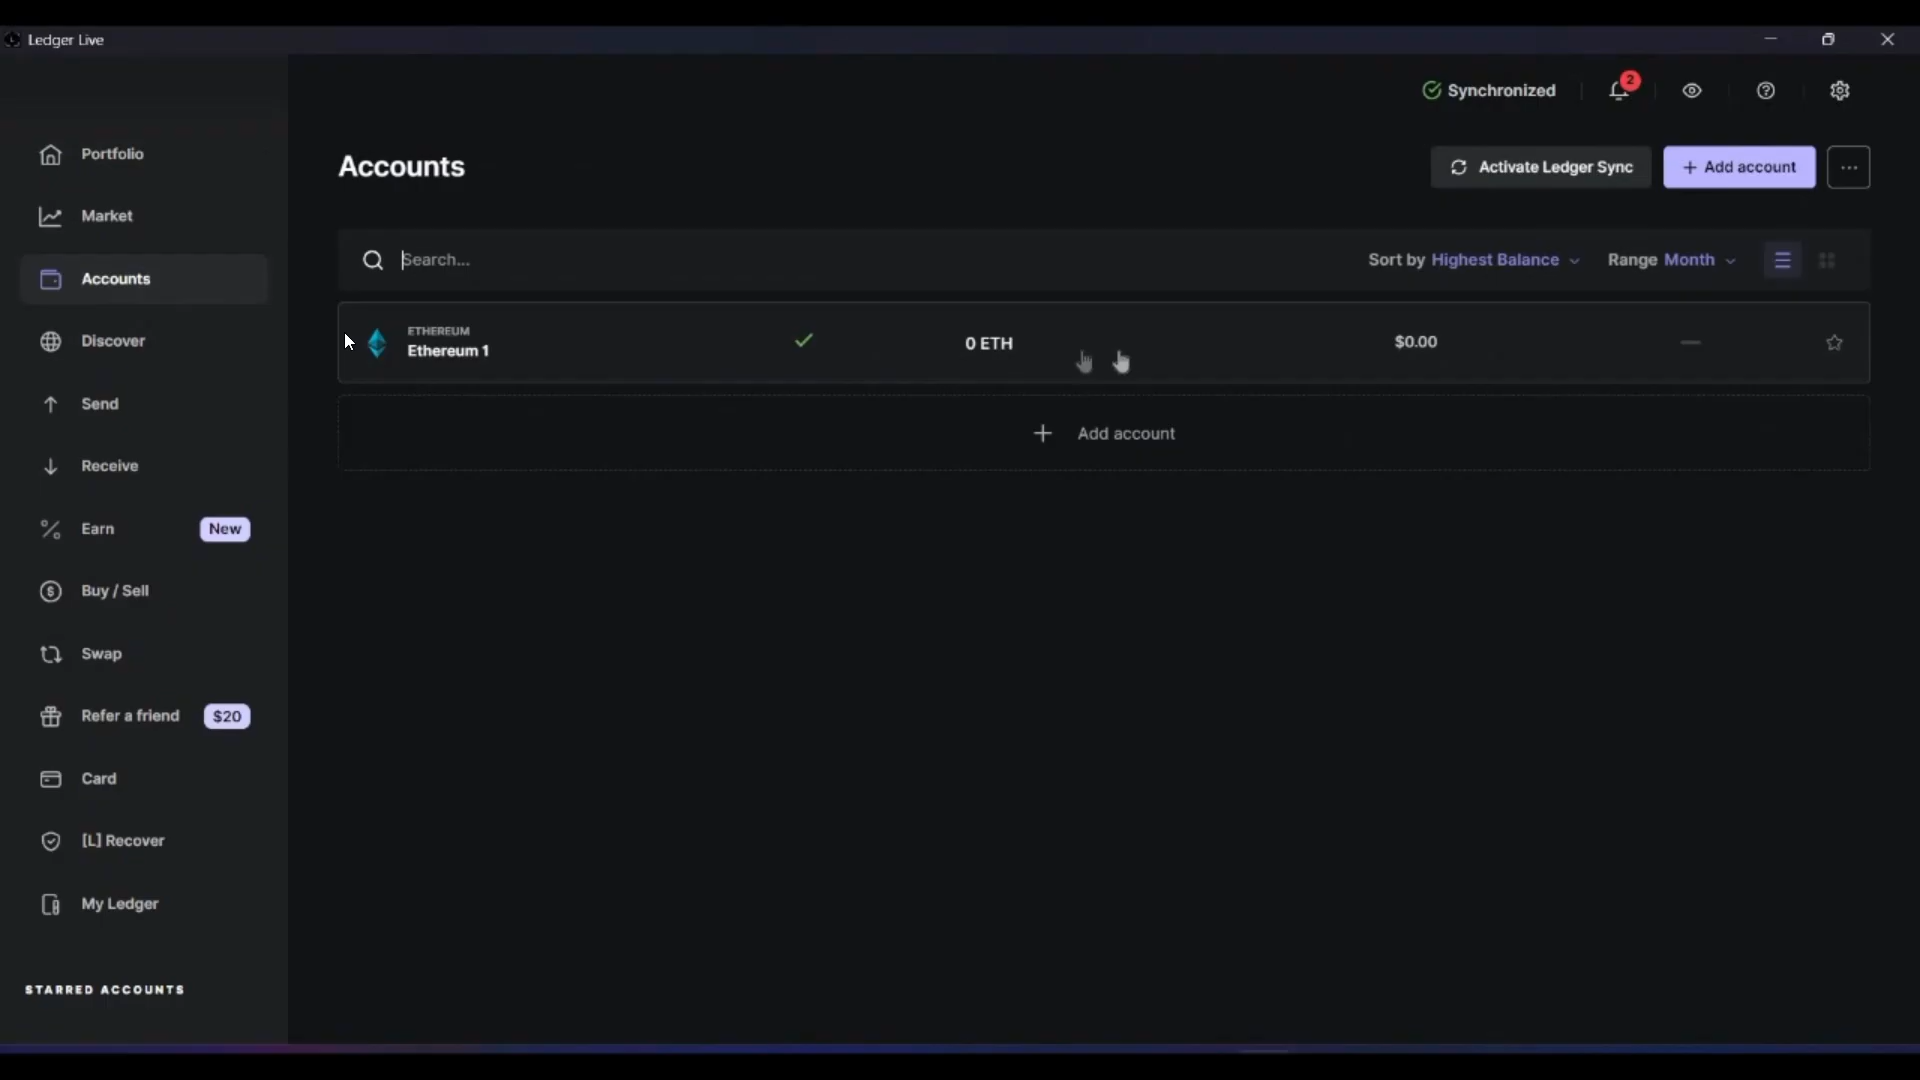 Ledger Live
Synchronized
2
Portfolio
Market
Accounts
Discover
Send
Receive
Earn New
Buy / Sell
Swap
Refer a friend $20
Card
[L] Recover
My Ledger
STARRED ACCOUNTS
Accounts
Activate Ledger Sync
+ Add account
...
Search...
Sort by Highest Balance
Range Month
ETHEREUM
Ethereum 1
0 ETH
$0.00
+ Add account